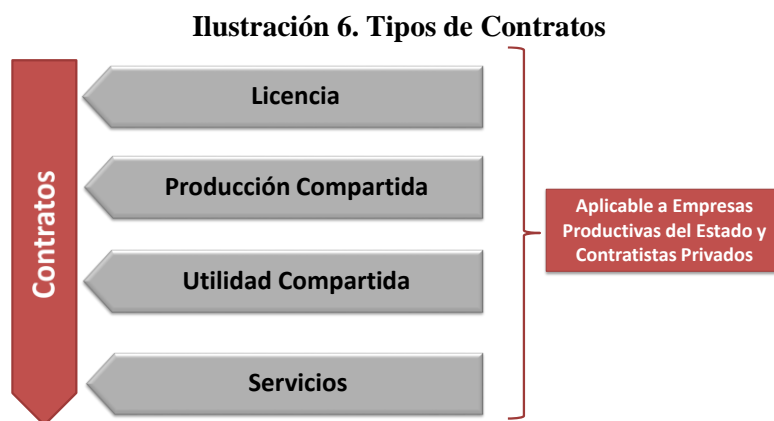 Ilustración 6. Tipos de Contratos
Contratos
Licencia
Producción Compartida
Utilidad Compartida
Servicios
Aplicable a Empresas
Productivas del Estado y
Contratistas Privados